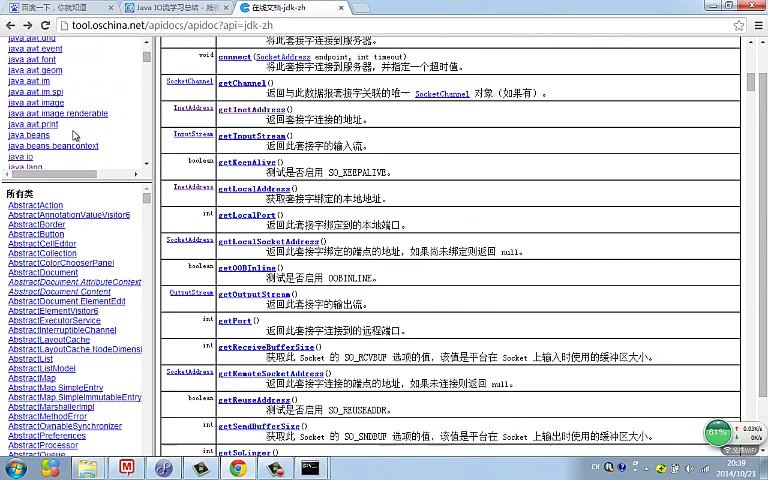 百度一下，你就知道
Java IO流学习总结 - 残
在线文档-jdk-zh
tool.oschina.net/apidocs/apidoc?api=jdk-zh
java.awt.dnd
java.awt.event
java.awt.font
java.awt.geom
java.awt.im
java.awt.im.spi
java.awt.image
java.awt.image.renderable
java.awt.print
java.beans
java.beans.beancontext
java.io
java.lang
所有类
AbstractAction
AbstractAnnotationValueVisitor6
AbstractBorder
AbstractButton
AbstractCellEditor
AbstractCollection
AbstractColorChooserPanel
AbstractDocument
AbstractDocument.AttributeContext
AbstractDocument.Content
AbstractDocument.ElementEdit
AbstractElementVisitor6
AbstractExecutorService
AbstractInterruptibleChannel
AbstractLayoutCache
AbstractLayoutCache.NodeDimensi
AbstractList
AbstractListModel
AbstractMap
AbstractMap.SimpleEntry
AbstractMap.SimpleImmutableEntry
AbstractMarshallerImpl
AbstractMethodError
AbstractOwnableSynchronizer
AbstractPreferences
AbstractProcessor
AbstractQueue
将此套接字连接到服务器。
void connect(SocketAddress endpoint, int timeout)
将此套接字连接到服务器，并指定一个超时值。
SocketChannel getChannel()
返回与此数据报套接字关联的唯一 SocketChannel 对象（如果有）。
InetAddress getInetAddress()
返回套接字连接的地址。
InputStream getInputStream()
返回此套接字的输入流。
boolean getKeepAlive()
测试是否启用 SO_KEEPALIVE。
InetAddress getLocalAddress()
获取套接字绑定的本地地址。
int getLocalPort()
返回此套接字绑定到的本地端口。
SocketAddress getLocalSocketAddress()
返回此套接字绑定的端点的地址，如果尚未绑定则返回 null。
boolean getOOBInline()
测试是否启用 OOBINLINE。
OutputStream getOutputStream()
返回此套接字的输出流。
int getPort()
返回此套接字连接到的远程端口。
int getReceiveBufferSize()
获取此 Socket 的 SO_RCVBUF 选项的值，该值是平台在 Socket 上输入时使用的缓冲区大小。
SocketAddress getRemoteSocketAddress()
返回此套接字连接的端点的地址，如果未连接则返回 null。
boolean getReuseAddress()
测试是否启用 SO_REUSEADDR。
int getSendBufferSize()
获取此 Socket 的 SO_SNDBUF 选项的值，该值是平台在 Socket 上输出时使用的缓冲区大小。
int getSoLinger()
61%
0.03K/s
0K/s
免费WiFi
CH
20:39
2014/10/21